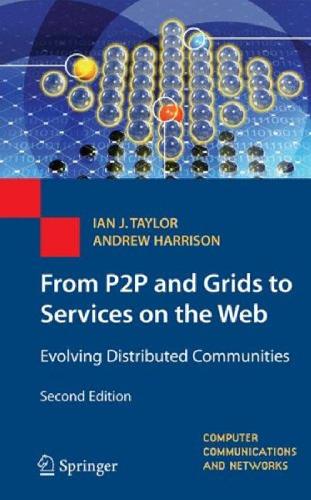 IAN J. TAYLOR
ANDREW HARRISON
From P2P and Grids to
Services on the Web
Evolving Distributed Communities
Second Edition
COMPUTER
COMMUNICATIONS
AND NETWORKS
Springer